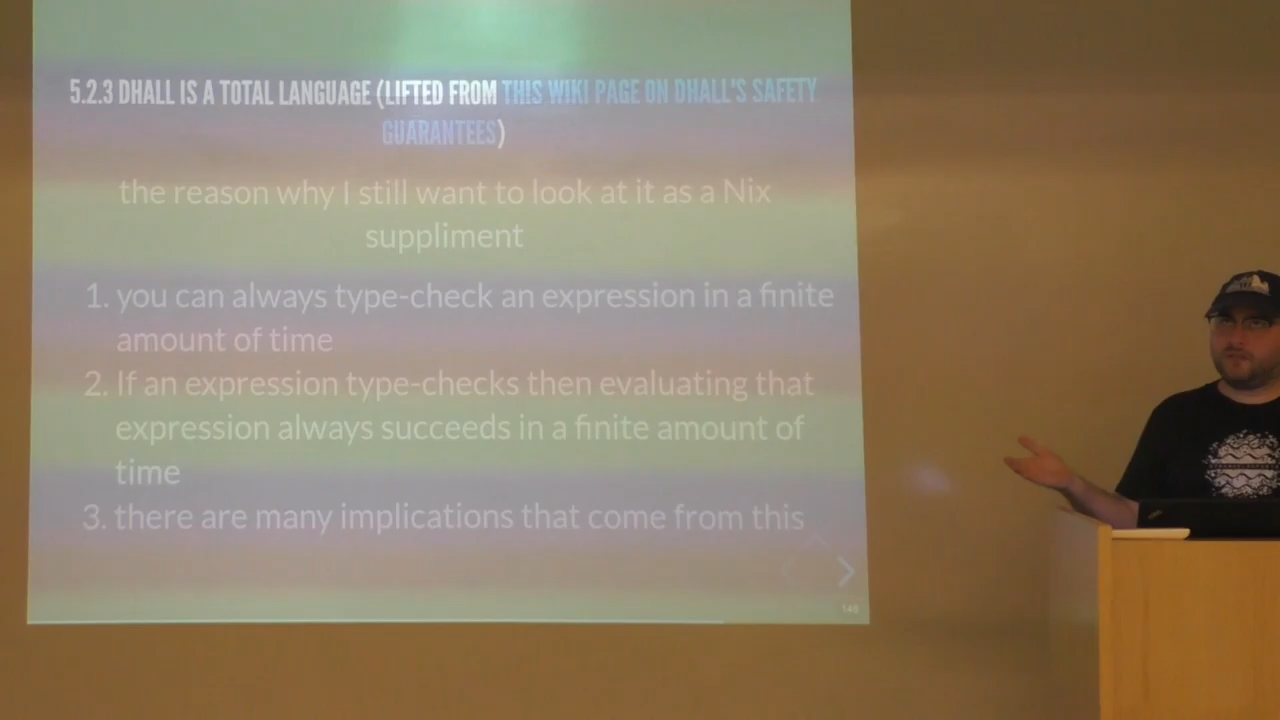 5.2.3 DHALL IS A TOTAL LANGUAGE (LIFTED FROM THIS WIKI PAGE ON DHALL'S SAFETY
GUARANTEES)
the reason why I still want to look at it as a Nix
suppliment
1. you can always type-check an expression in a finite
amount of time
2. If an expression type-checks then evaluating that
expression always succeeds in a finite amount of
time
3. there are many implications that come from this
148